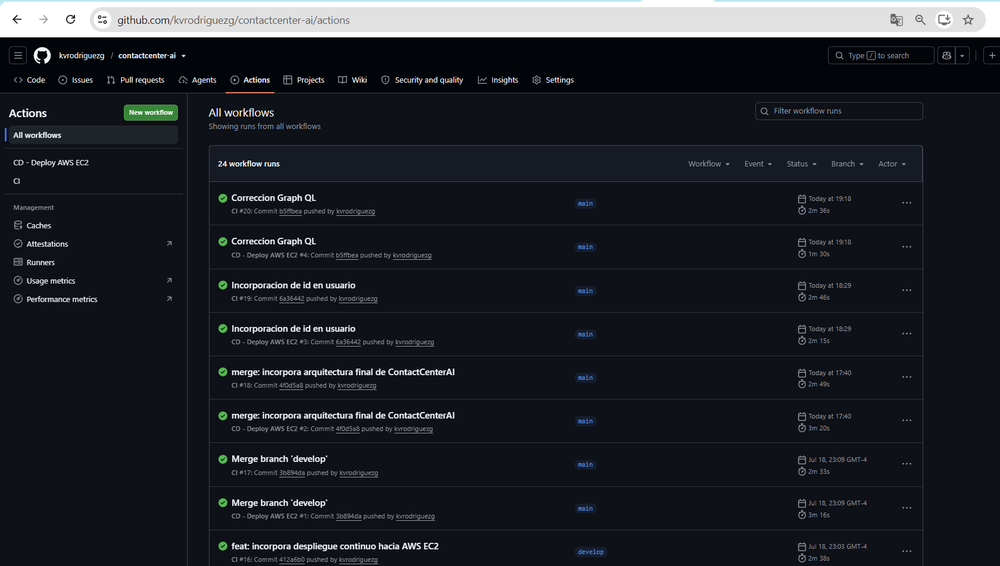 github.com/kvrodriguezg/contactcenter-ai/actions
kvrodriguezg / contactcenter-ai
Type / to search
Code Issues Pull requests Agents Actions Projects Wiki Security and quality Insights Settings
Actions
New workflow
All workflows
CD - Deploy AWS EC2
CI
Management
Caches
Attestations
Runners
Usage metrics
Performance metrics
All workflows
Showing runs from all workflows
Filter workflow runs
24 workflow runs
Workflow Event Status Branch Actor
Correccion Graph QL
CI #20: Commit b5ffbea pushed by kvrodriguezg
main
Today at 19:18
2m 36s
Correccion Graph QL
CD - Deploy AWS EC2 #4: Commit b5ffbea pushed by kvrodriguezg
main
Today at 19:18
1m 30s
Incorporacion de id en usuario
CI #19: Commit 6a36442 pushed by kvrodriguezg
main
Today at 18:29
2m 46s
Incorporacion de id en usuario
CD - Deploy AWS EC2 #3: Commit 6a36442 pushed by kvrodriguezg
main
Today at 18:29
2m 15s
merge: incorpora arquitectura final de ContactCenterAI
CI #18: Commit 4f0d5a8 pushed by kvrodriguezg
main
Today at 17:40
2m 49s
merge: incorpora arquitectura final de ContactCenterAI
CD - Deploy AWS EC2 #2: Commit 4f0d5a8 pushed by kvrodriguezg
main
Today at 17:40
3m 20s
Merge branch 'develop'
CI #17: Commit 3b894da pushed by kvrodriguezg
main
Jul 18, 23:09 GMT-4
2m 33s
Merge branch 'develop'
CD - Deploy AWS EC2 #1: Commit 3b894da pushed by kvrodriguezg
main
Jul 18, 23:09 GMT-4
3m 16s
feat: incorpora despliegue continuo hacia AWS EC2
CI #16: Commit 412a6b0 pushed by kvrodriguezg
develop
Jul 18, 23:03 GMT-4
2m 38s